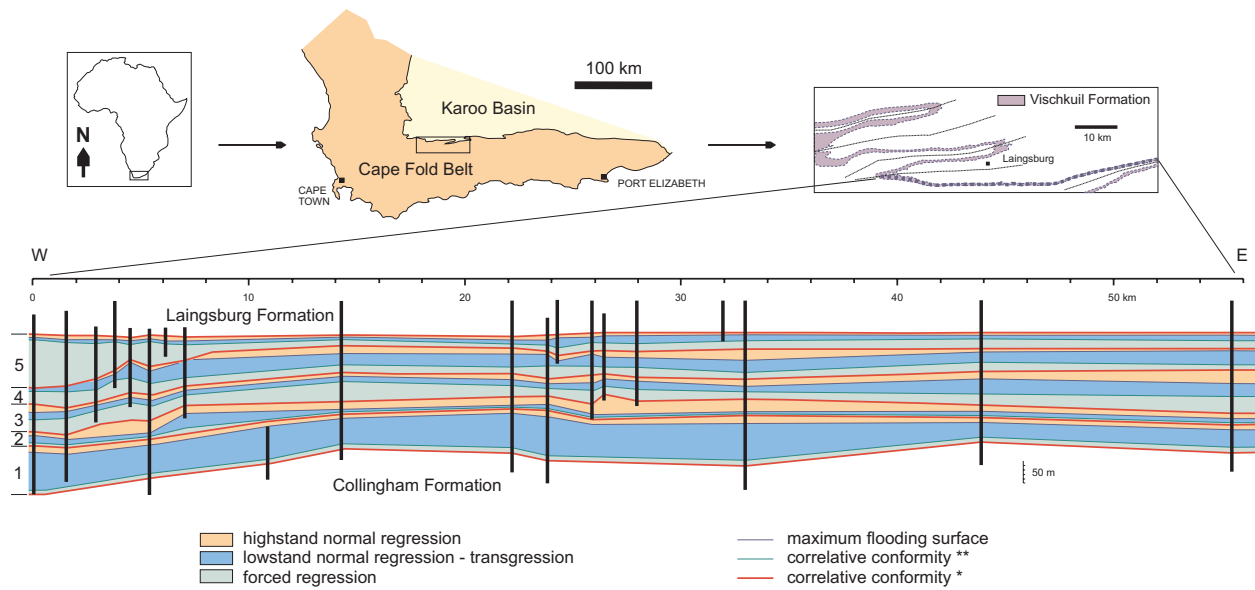 100 km
Karoo Basin
N
Cape Fold Belt
CAPE
TOWN
PORT ELIZABETH
Vischkuil Formation
10 km
Laingsburg
W
E
0
10
20
30
40
50 km
Laingsburg Formation
5
4
3
2
1
Collingham Formation
50 m
highstand normal regression
lowstand normal regression - transgression
forced regression
maximum flooding surface
correlative conformity **
correlative conformity *